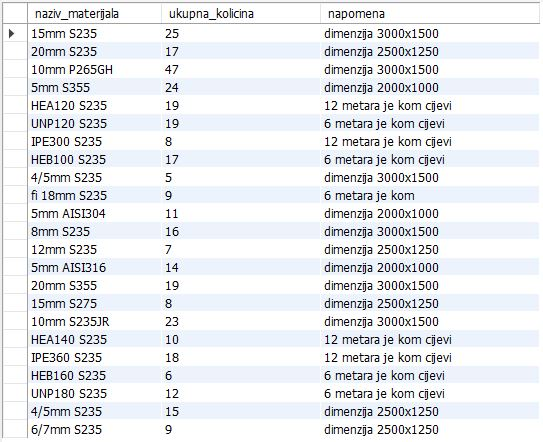 naziv_materijala ukupna_kolicina napomena
15mm S235 25 dimenzija 3000x1500
20mm S235 17 dimenzija 2500x1250
10mm P265GH 47 dimenzija 3000x1500
5mm S355 24 dimenzija 2000x1000
HEA120 S235 19 12 metara je kom cijevi
UNP120 S235 19 6 metara je kom cijevi
IPE300 S235 8 12 metara je kom cijevi
HEB100 S235 17 6 metara je kom cijevi
4/5mm S235 5 dimenzija 3000x1500
fi 18mm S235 9 6 metara je kom
5mm AISI304 11 dimenzija 2000x1000
8mm S235 16 dimenzija 3000x1500
12mm S235 7 dimenzija 2500x1250
5mm AISI316 14 dimenzija 2000x1000
20mm S355 19 dimenzija 3000x1500
15mm S275 8 dimenzija 2500x1250
10mm S235JR 23 dimenzija 3000x1500
HEA140 S235 10 12 metara je kom cijevi
IPE360 S235 18 12 metara je kom cijevi
HEB160 S235 6 6 metara je kom cijevi
UNP180 S235 12 6 metara je kom cijevi
4/5mm S235 15 dimenzija 2500x1250
6/7mm S235 9 dimenzija 2500x1250